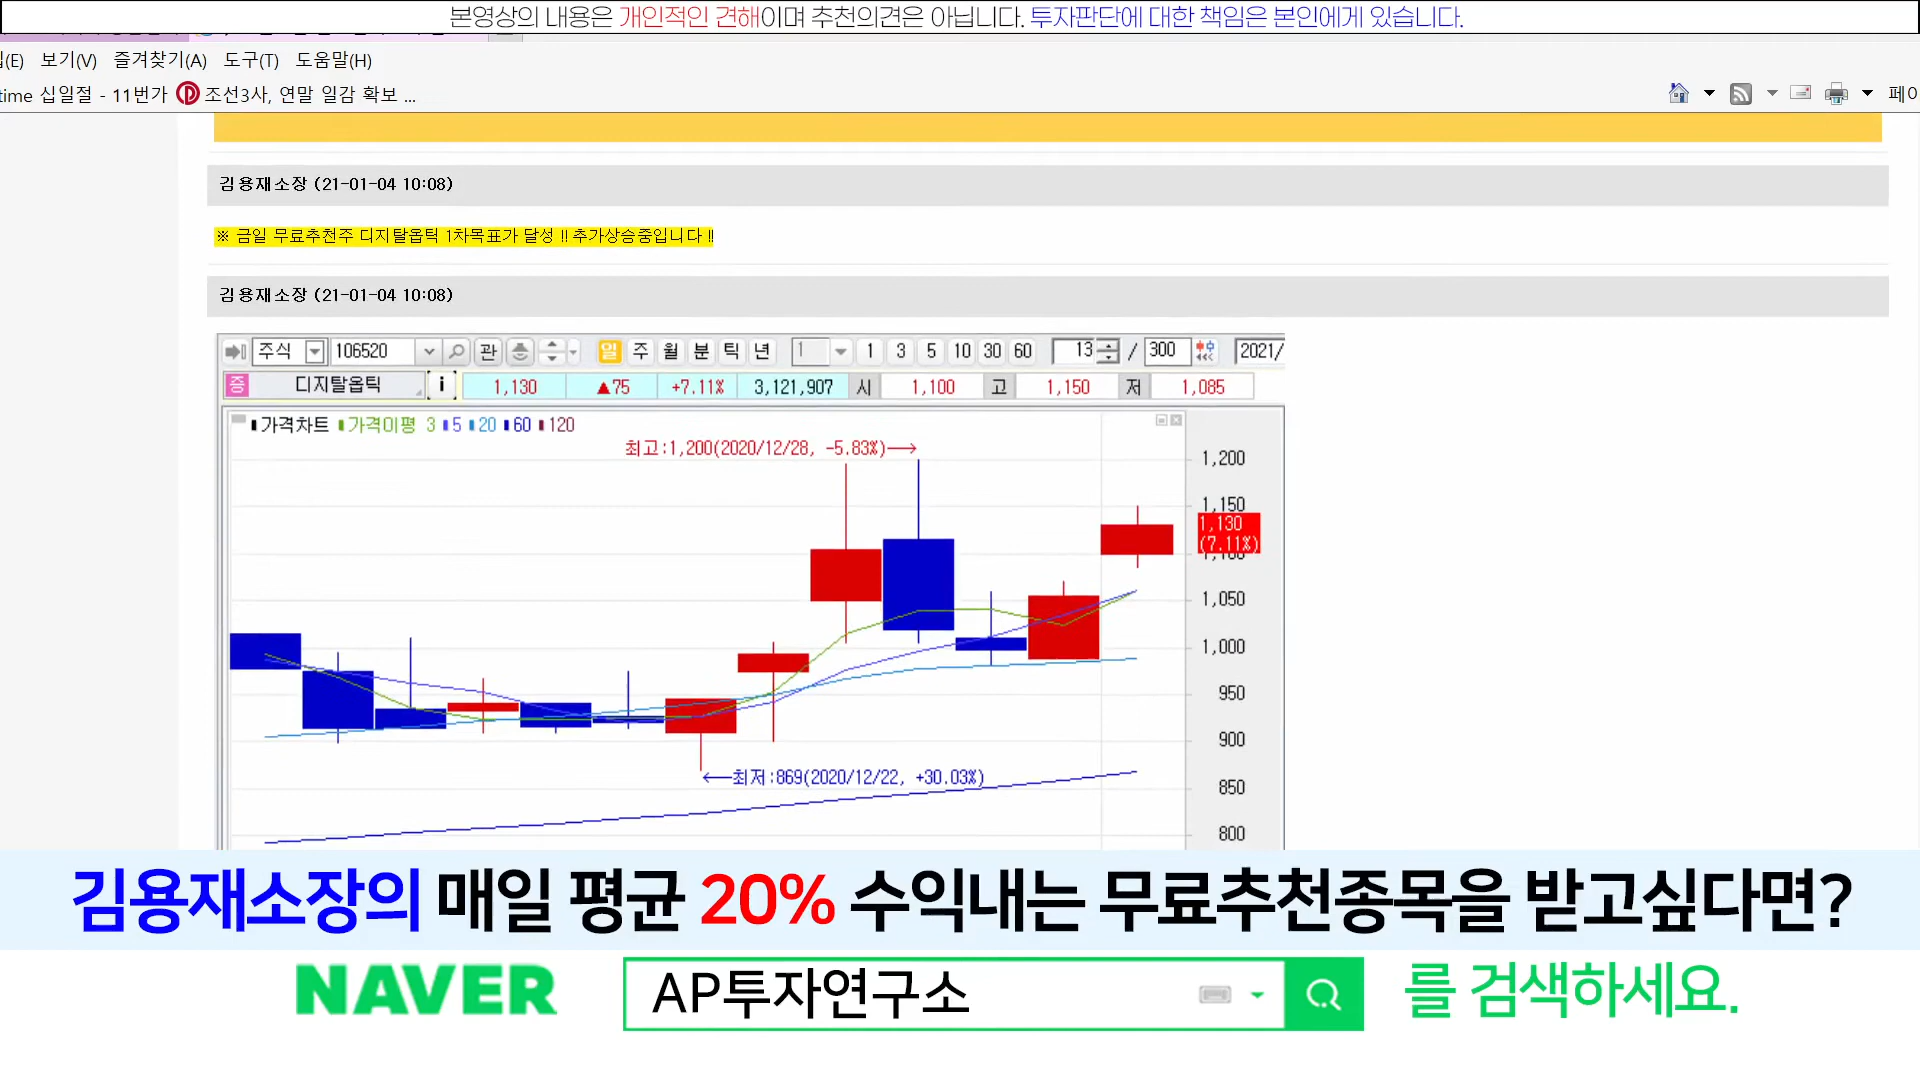 본영상의 내용은 개인적인 견해이며 추천의견은 아닙니다. 투자판단에 대한 책임은 본인에게 있습니다.
(E) 보기(V) 즐겨찾기(A) 도구(T) 도움말(H)
time 십일절 - 11번가 조선3사, 연말 일감 확보 ...
페이
김용재소장 (21-01-04 10:08)
※ 금일 무료추천주 디지탈옵틱 1차목표가 달성 !! 추가상승중입니다 !!
김용재소장 (21-01-04 10:08)
주식 106520 관 일 주 월 분 틱 년 1 1 3 5 10 30 60 13 / 300 2021/
증 디지탈옵틱 i 1,130 ▲75 +7.11% 3,121,907 시 1,100 고 1,150 저 1,085
가격차트 가격이평 3 5 20 60 120
최고:1,200(2020/12/28, -5.83%)→
1,200
1,150
1,130
(7.11%)
1,100
1,050
1,000
950
900
←최저:869(2020/12/22, +30.03%)
850
800
김용재소장의 매일 평균 20% 수익내는 무료추천종목을 받고싶다면?
NAVER AP투자연구소 를 검색하세요.